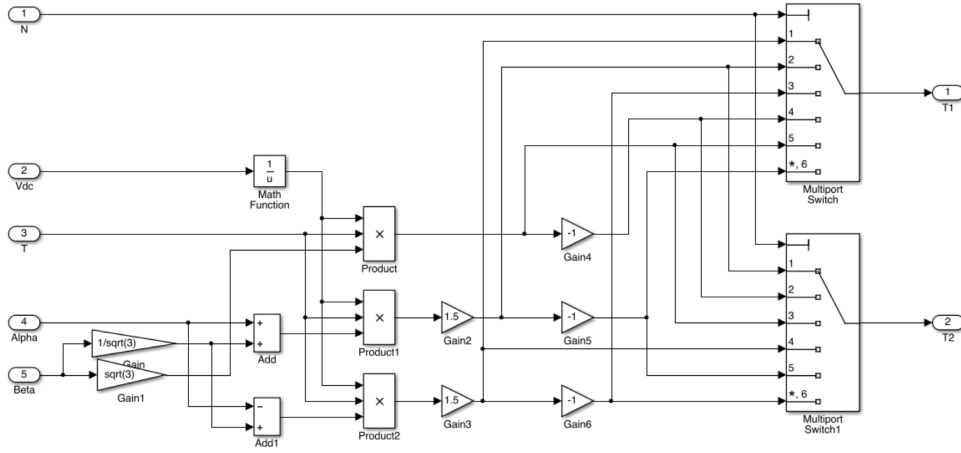 1
N
1
2
3
4
5
*, 6
Multiport
Switch
1
T1
2
Vdc
1
u
Math
Function
3
T
×
Product
-1
Gain4
4
Alpha
1/sqrt(3)
Gain
+
+
Add
×
Product1
1.5
Gain2
-1
Gain5
1
2
3
4
5
*, 6
Multiport
Switch1
2
T2
5
Beta
sqrt(3)
Gain1
−
+
Add1
×
Product2
1.5
Gain3
-1
Gain6